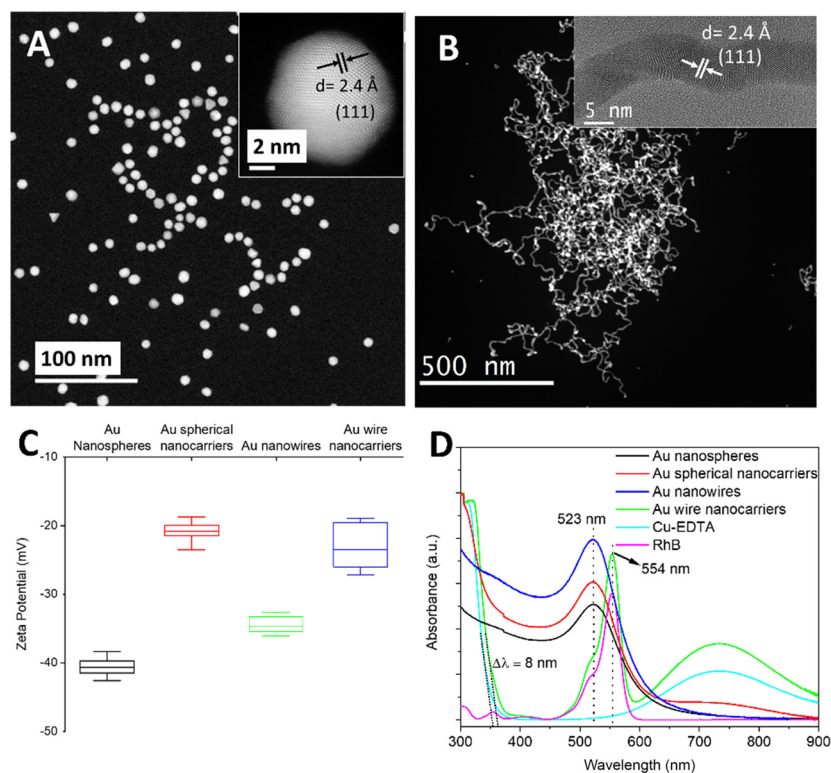 A
d= 2.4 Å
(111)
2 nm
100 nm
B
d= 2.4 Å
(111)
5 nm
500 nm
C
Au Nanospheres
Au spherical nanocarriers
Au nanowires
Au wire nanocarriers
-10
-20
-30
-40
-50
Zeta Potential (mV)
D
Au nanospheres
Au spherical nanocarriers
Au nanowires
Au wire nanocarriers
Cu-EDTA
RhB
523 nm
554 nm
Δλ = 8 nm
Absorbance (a.u.)
300 400 500 600 700 800 900
Wavelength (nm)